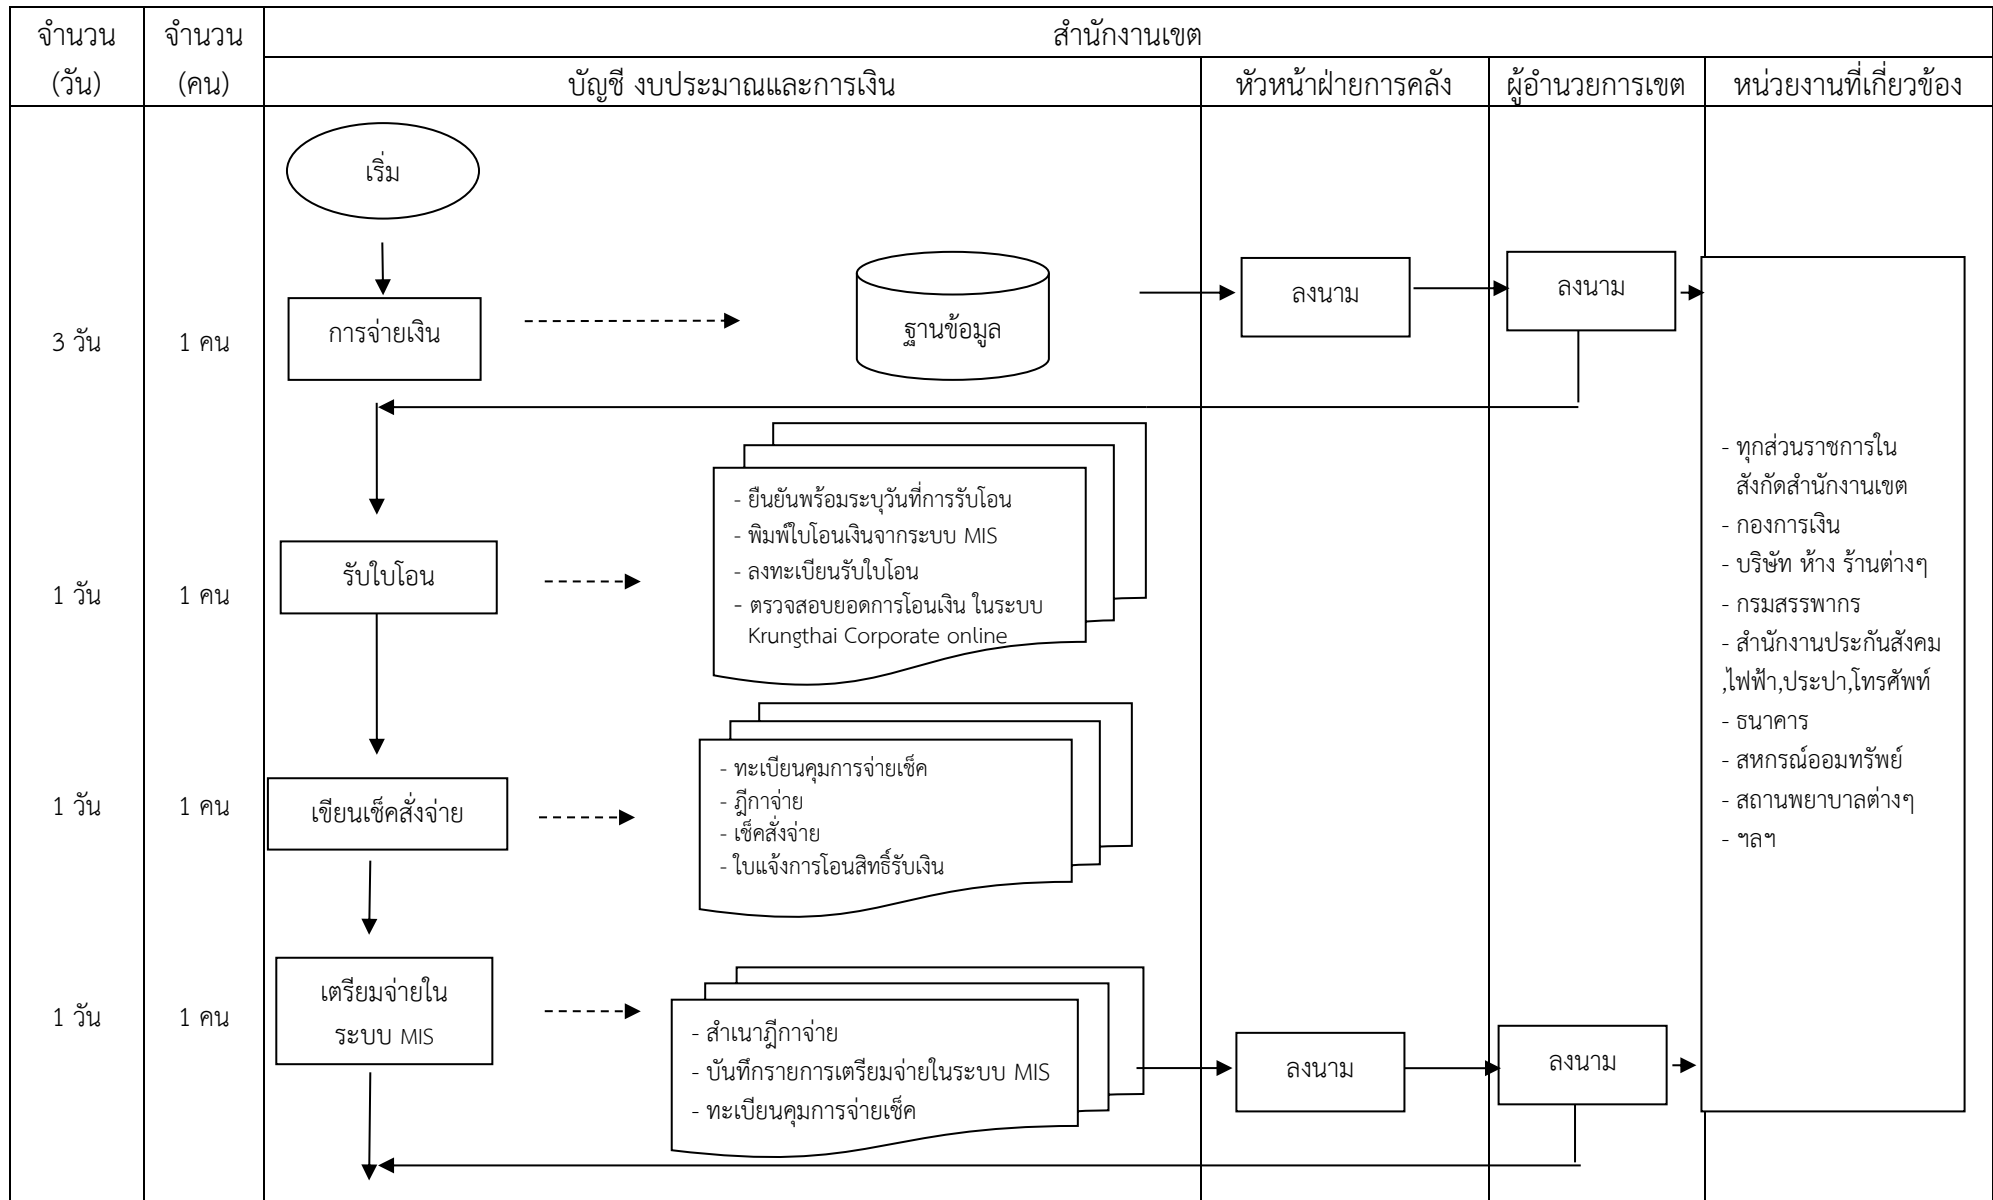 จำนวน
(วัน)
จำนวน
(คน)
สำนักงานเขต
บัญชี งบประมาณและการเงิน
หัวหน้าฝ่ายการคลัง
ผู้อำนวยการเขต
หน่วยงานที่เกี่ยวข้อง
เริ่ม
3 วัน
1 คน
การจ่ายเงิน
ฐานข้อมูล
ลงนาม
ลงนาม
1 วัน
1 คน
รับใบโอน
- ยืนยันพร้อมระบุวันที่การรับโอน
- พิมพ์ใบโอนเงินจากระบบ MIS
- ลงทะเบียนรับใบโอน
- ตรวจสอบยอดการโอนเงิน ในระบบ
Krungthai Corporate online
1 วัน
1 คน
เขียนเช็คสั่งจ่าย
- ทะเบียนคุมการจ่ายเช็ค
- ฎีกาจ่าย
- เช็คสั่งจ่าย
- ใบแจ้งการโอนสิทธิ์รับเงิน
1 วัน
1 คน
เตรียมจ่ายใน
ระบบ MIS
- สำเนาฎีกาจ่าย
- บันทึกรายการเตรียมจ่ายในระบบ MIS
- ทะเบียนคุมการจ่ายเช็ค
ลงนาม
ลงนาม
- ทุกส่วนราชการใน
สังกัดสำนักงานเขต
- กองการเงิน
- บริษัท ห้าง ร้านต่างๆ
- กรมสรรพากร
- สำนักงานประกันสังคม
,ไฟฟ้า,ประปา,โทรศัพท์
- ธนาคาร
- สหกรณ์ออมทรัพย์
- สถานพยาบาลต่างๆ
- ฯลฯ